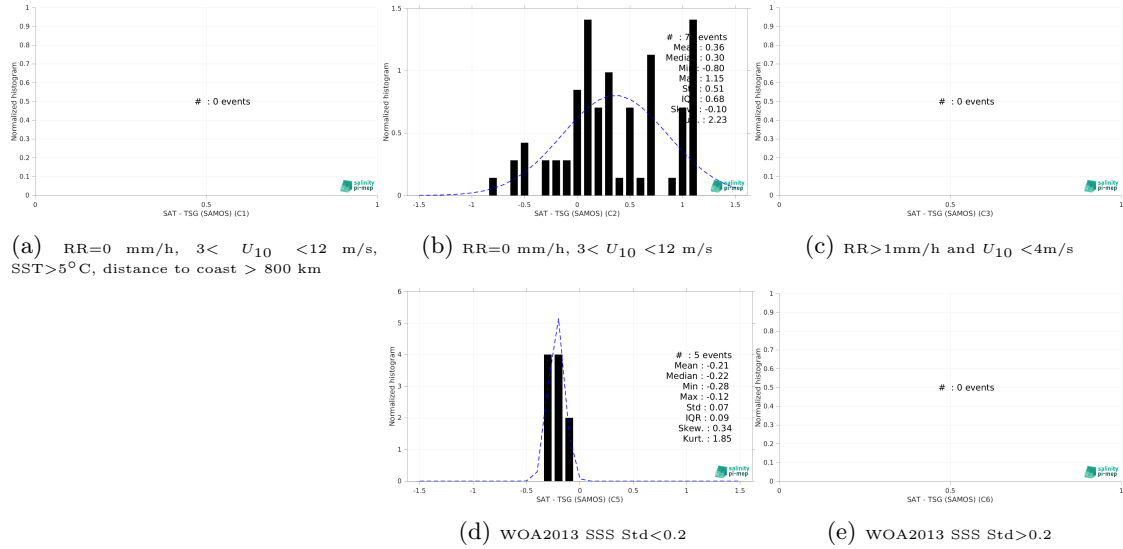 1
0.9
0.8
0.7
0.6
0.5
0.4
0.3
0.2
0.1
0
Normalized histogram
# : 0 events
salinity
pi-mep
0 0.5 1
SAT - TSG (SAMOS) (C1)
1.5
1
0.5
0
Normalized histogram
events
Mean : 0.36
Median : 0.30
Min : -0.80
Max : 1.15
Std : 0.51
IQR : 0.68
Skew. : -0.10
Kurt. : 2.23
salinity
pi-mep
-1.5 -1 -0.5 0 0.5 1 1.5
SAT - TSG (SAMOS) (C2)
1
0.9
0.8
0.7
0.6
0.5
0.4
0.3
0.2
0.1
0
Normalized histogram
# : 0 events
salinity
pi-mep
0 0.5 1
SAT - TSG (SAMOS) (C3)
(a) RR=0 mm/h, 3< U10 <12 m/s,
SST>5°C, distance to coast > 800 km
(b) RR=0 mm/h, 3< U10 <12 m/s
(c) RR>1mm/h and U10 <4m/s
6
5
4
3
2
1
0
Normalized histogram
# : 5 events
Mean : -0.21
Median : -0.22
Min : -0.28
Max : -0.12
Std : 0.07
IQR : 0.09
Skew. : 0.34
Kurt. : 1.85
salinity
pi-mep
-1.5 -1 -0.5 0 0.5 1 1.5
SAT - TSG (SAMOS) (C5)
1
0.9
0.8
0.7
0.6
0.5
0.4
0.3
0.2
0.1
0
Normalized histogram
# : 0 events
salinity
pi-mep
0 0.5 1
SAT - TSG (SAMOS) (C6)
(d) WOA2013 SSS Std<0.2
(e) WOA2013 SSS Std>0.2